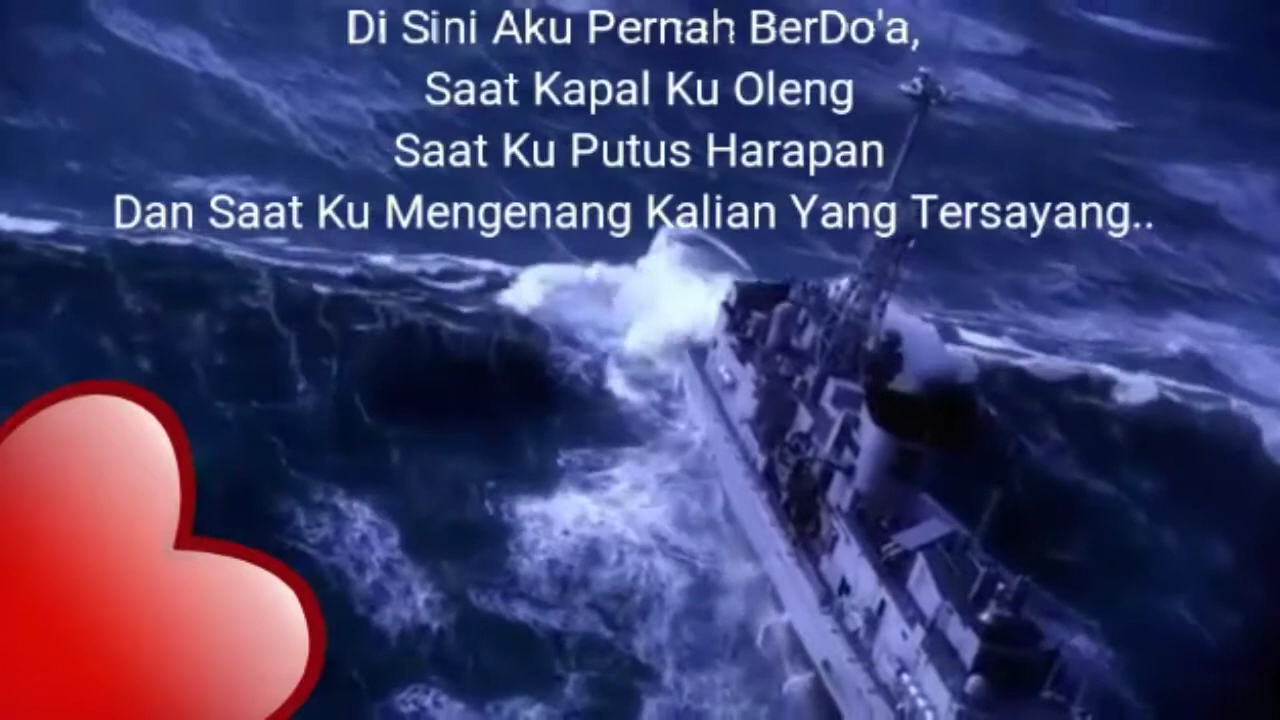 Di Sini Aku Pernah BerDo'a,
Saat Kapal Ku Oleng
Saat Ku Putus Harapan
Dan Saat Ku Mengenang Kalian Yang Tersayang..